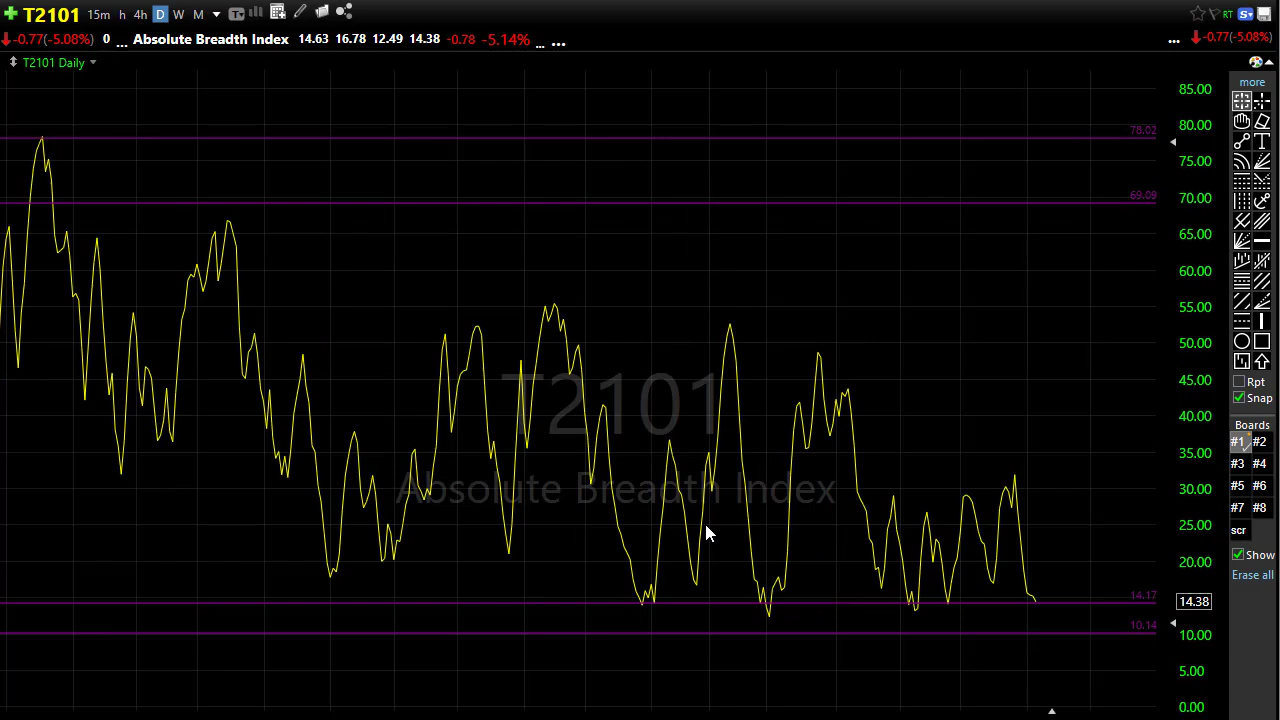 T2101 15m h 4h D W M T RT S
-0.77(-5.08%) 0 ... Absolute Breadth Index 14.63 16.78 12.49 14.38 -0.78 -5.14% ... ... ... -0.77(-5.08%)
T2101 Daily
more
85.00
80.00
78.02
75.00
70.00
69.09
65.00
60.00
55.00
50.00
45.00
40.00
35.00
30.00
25.00
20.00
14.17
14.38
10.14
10.00
5.00
0.00
T2101
Absolute Breadth Index
T
Rpt
Snap
Boards
#1 #2
#3 #4
#5 #6
#7 #8
scr
Show
Erase all